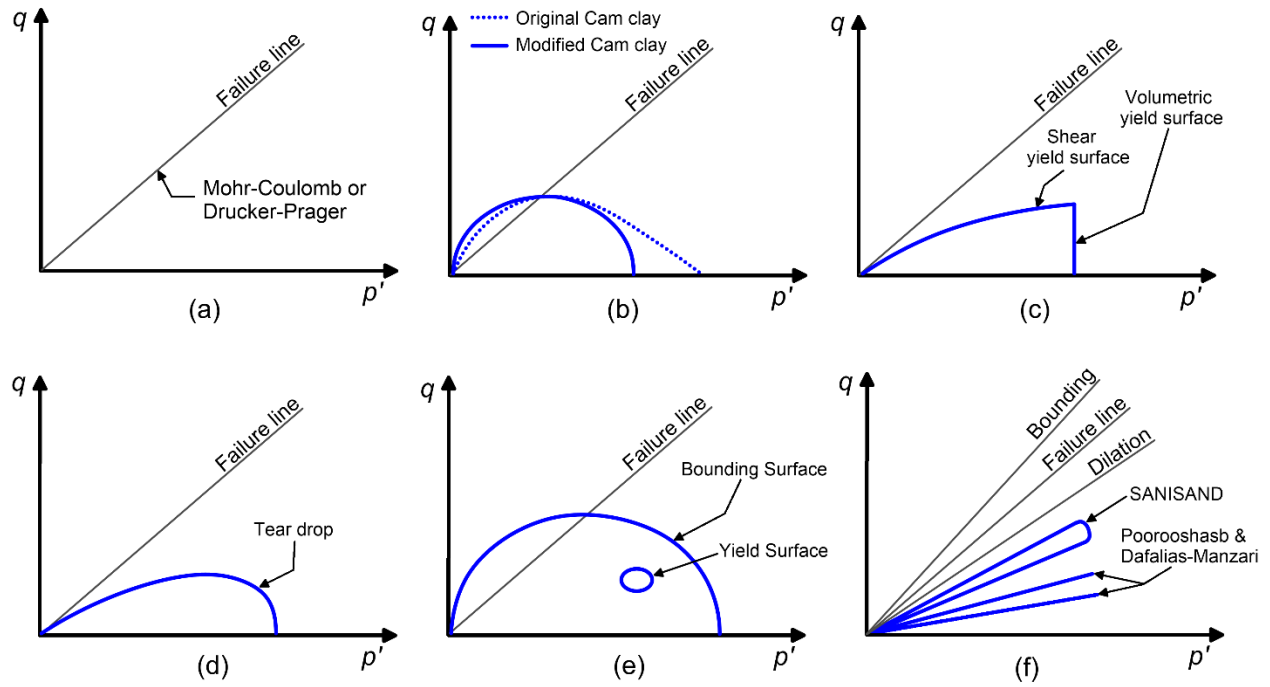 q
Failure line
Mohr-Coulomb or
Drucker-Prager
p'
(a)
Original Cam clay
Modified Cam clay
q
Failure line
p'
(b)
q
Failure line
Volumetric
yield surface
Shear
yield surface
p'
(c)
q
Failure line
Tear drop
p'
(d)
q
Failure line
Bounding Surface
Yield Surface
p'
(e)
q
Bounding
Failure line
Dilation
SANISAND
Poorooshasb &
Dafalias-Manzari
p'
(f)